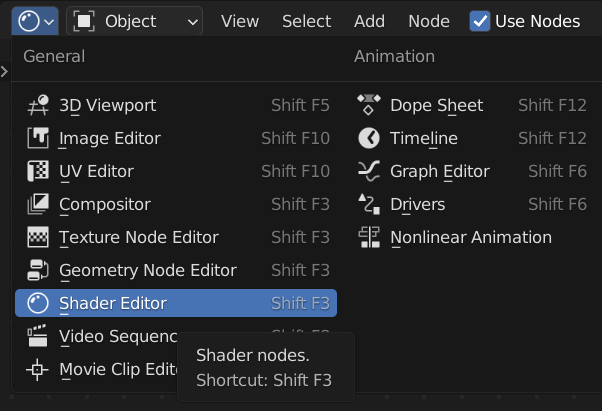 Object View Select Add Node Use Nodes
General
3D Viewport Shift F5
Image Editor Shift F10
UV Editor Shift F10
Compositor Shift F3
Texture Node Editor Shift F3
Geometry Node Editor Shift F3
Shader Editor Shift F3
Video Sequenc
Movie Clip Edit
Animation
Dope Sheet Shift F12
Timeline Shift F12
Graph Editor Shift F6
Drivers Shift F6
Nonlinear Animation
Shader nodes.
Shortcut: Shift F3